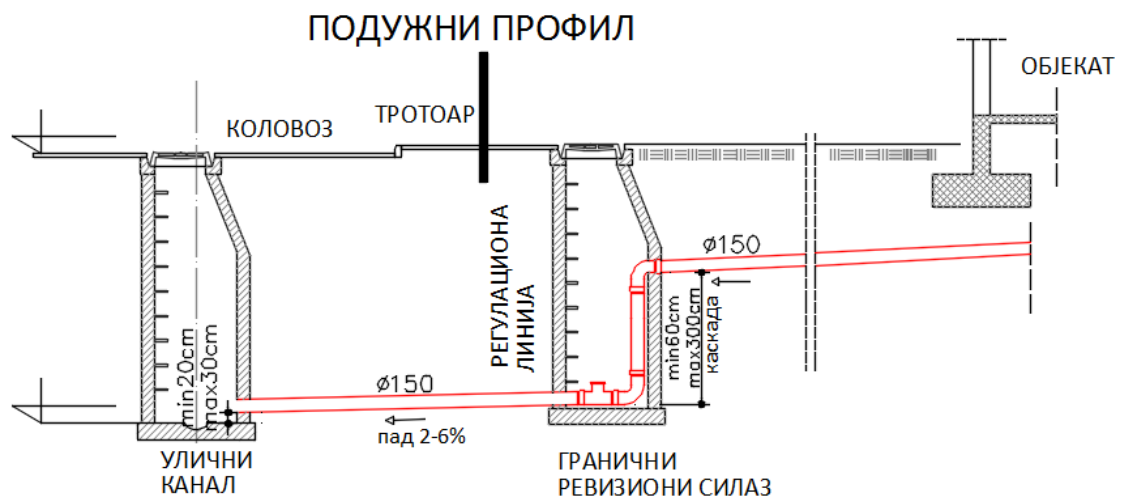 ПОДУЖНИ ПРОФИЛ
ОБЈЕКАТ
ТРОТОАР
КОЛОВОЗ
РЕГУЛАЦИОНА
ЛИНИЈА
ø150
min60cm
max300cm
каскада
min20cm
max30cm
ø150
пад 2-6%
УЛИЧНИ
КАНАЛ
ГРАНИЧНИ
РЕВИЗИОНИ СИЛАЗ